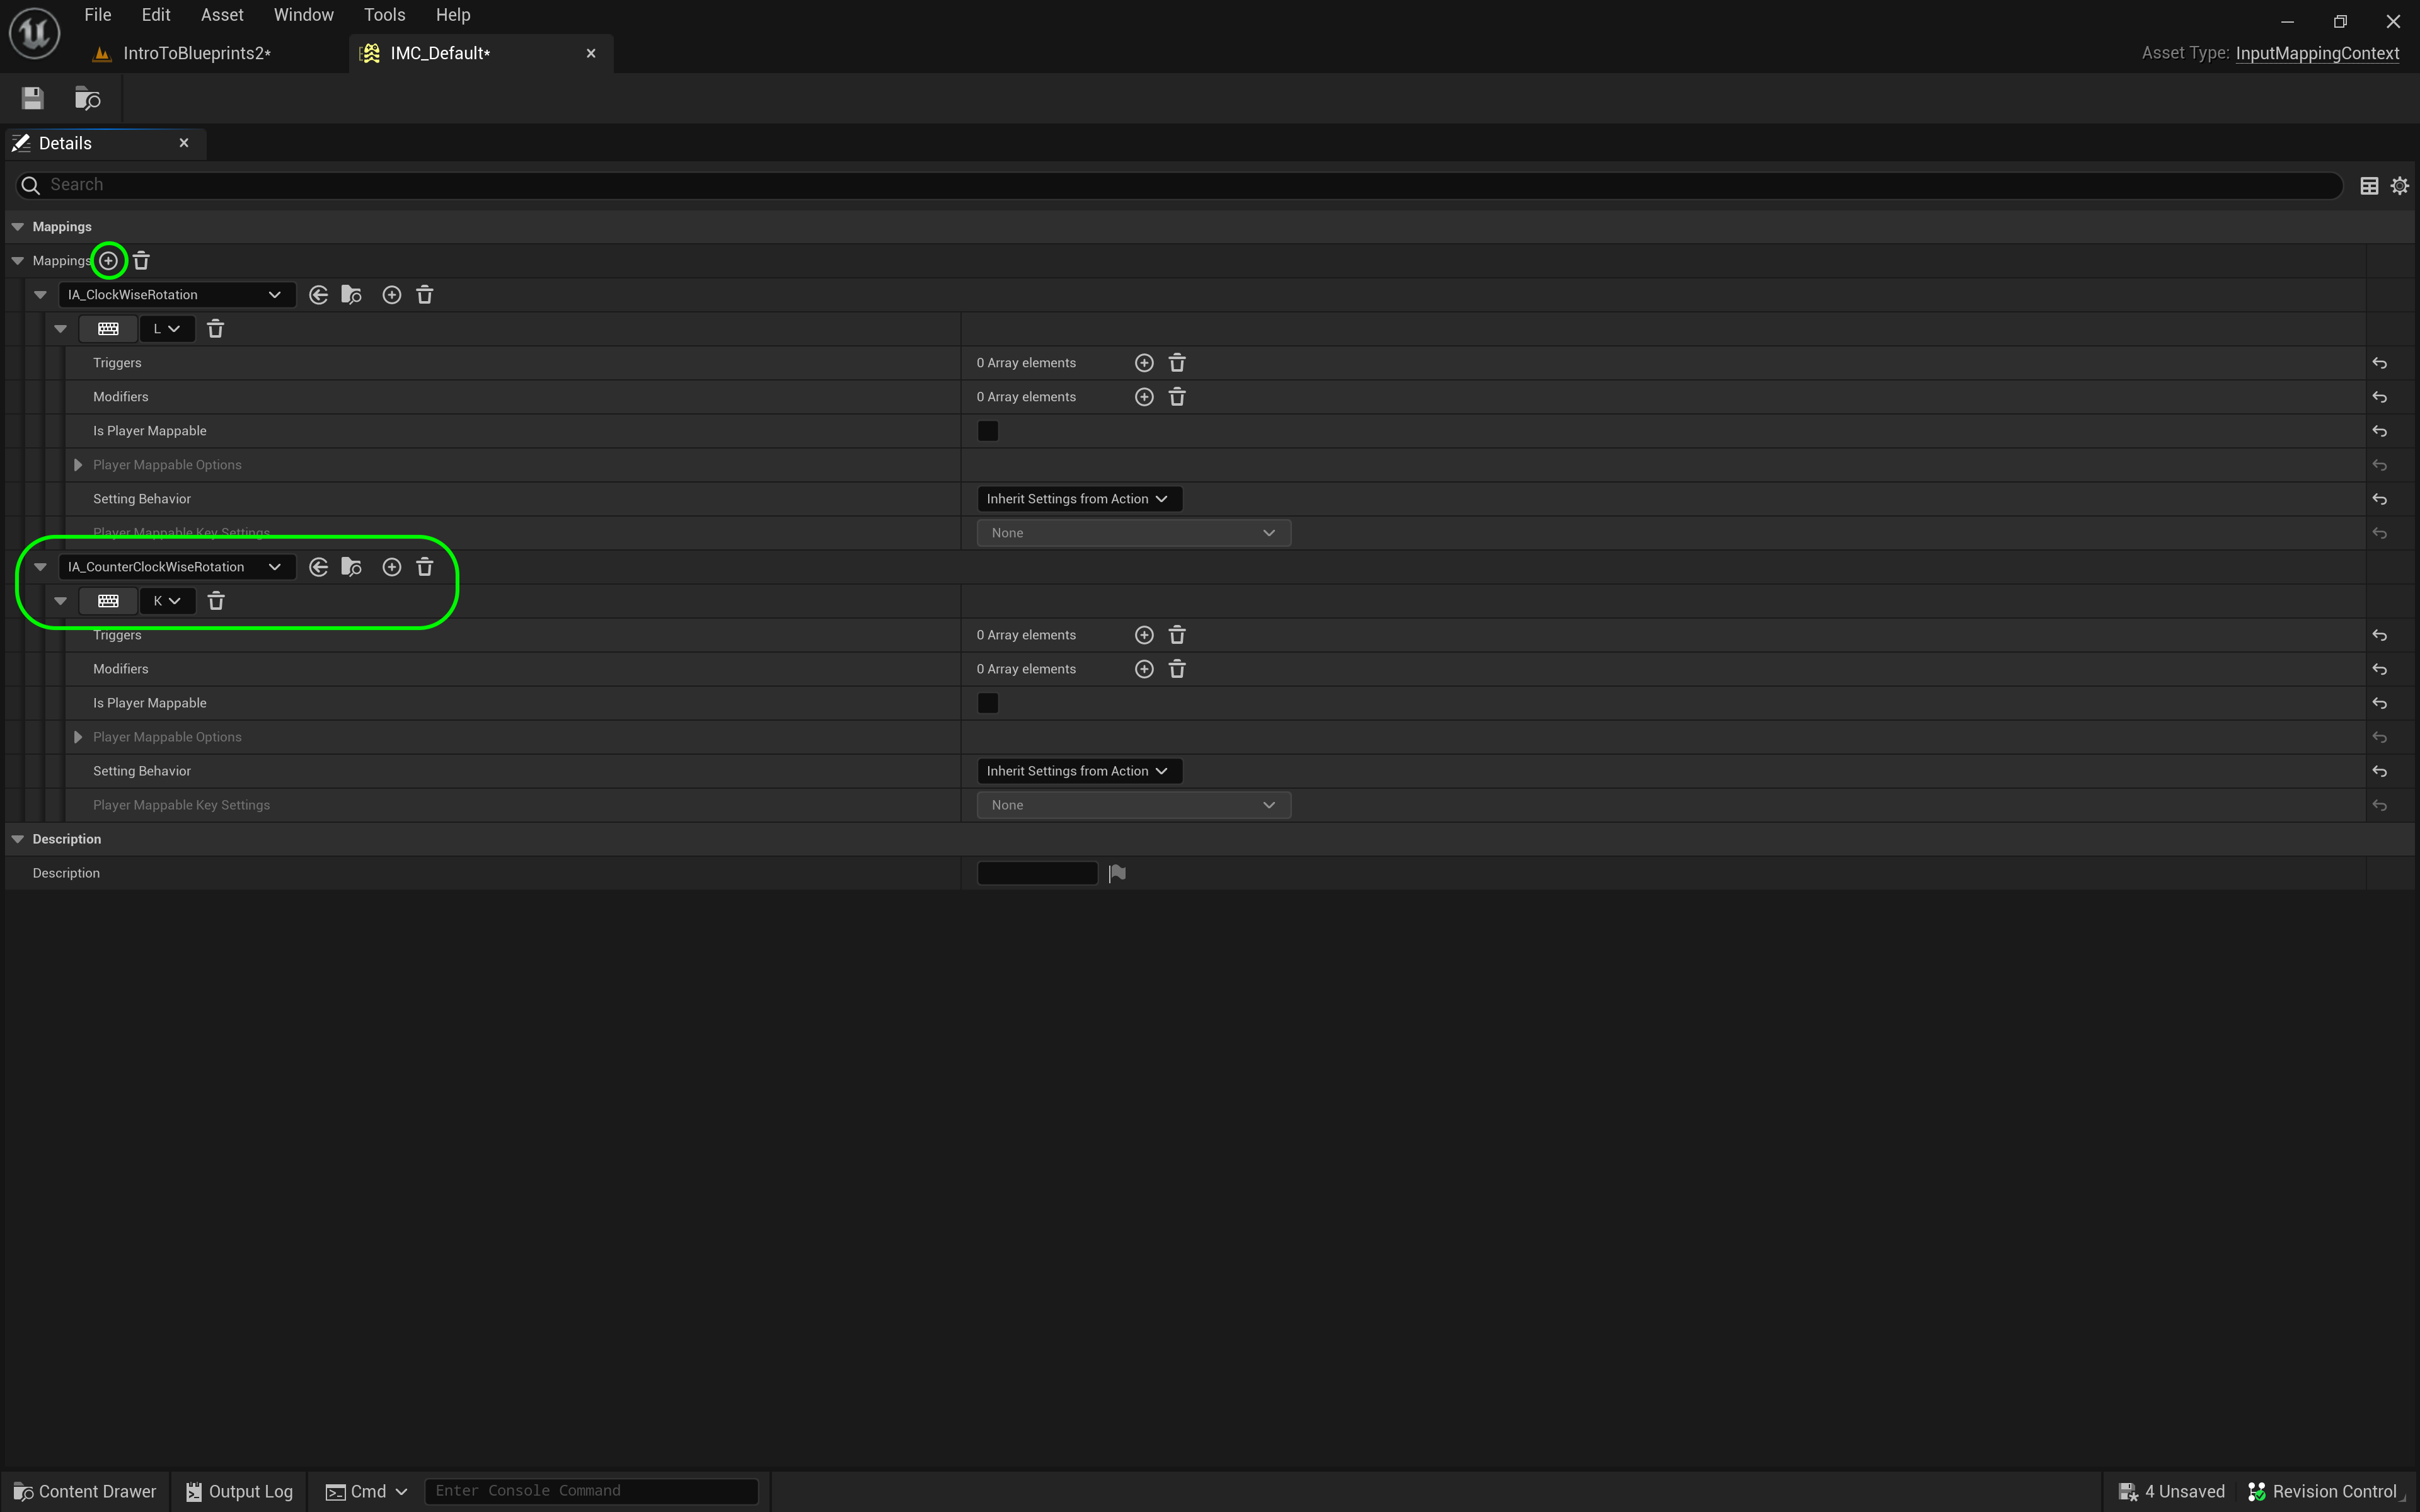 File Edit Asset Window Tools Help
IntroToBlueprints2* IMC_Default* Asset Type: InputMappingContext
Details
Search
Mappings
Mappings
IA_ClockWiseRotation
L
Triggers 0 Array elements
Modifiers 0 Array elements
Is Player Mappable
Player Mappable Options
Setting Behavior Inherit Settings from Action
Player Mappable Key Settings None
IA_CounterClockWiseRotation
K
Triggers 0 Array elements
Modifiers 0 Array elements
Is Player Mappable
Player Mappable Options
Setting Behavior Inherit Settings from Action
Player Mappable Key Settings None
Description
Description
Content Drawer Output Log Cmd Enter Console Command 4 Unsaved Revision Control